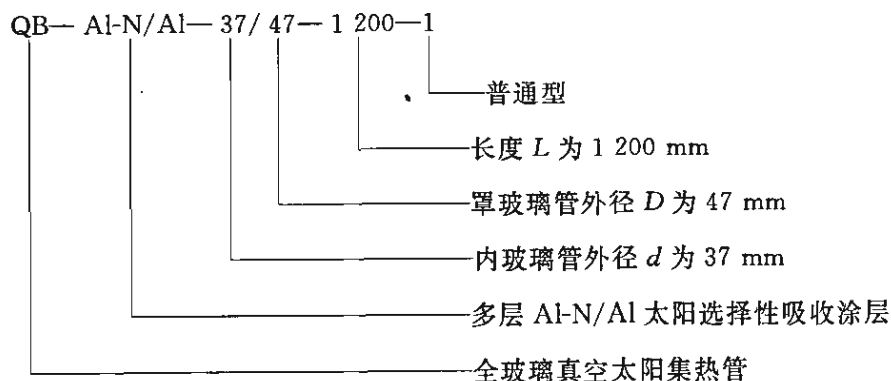 QB— Al-N/Al— 37/ 47— 1 200—1
普通型
长度 L 为 1 200 mm
罩玻璃管外径 D 为 47 mm
内玻璃管外径 d 为 37 mm
多层 Al-N/Al 太阳选择性吸收涂层
全玻璃真空太阳集热管